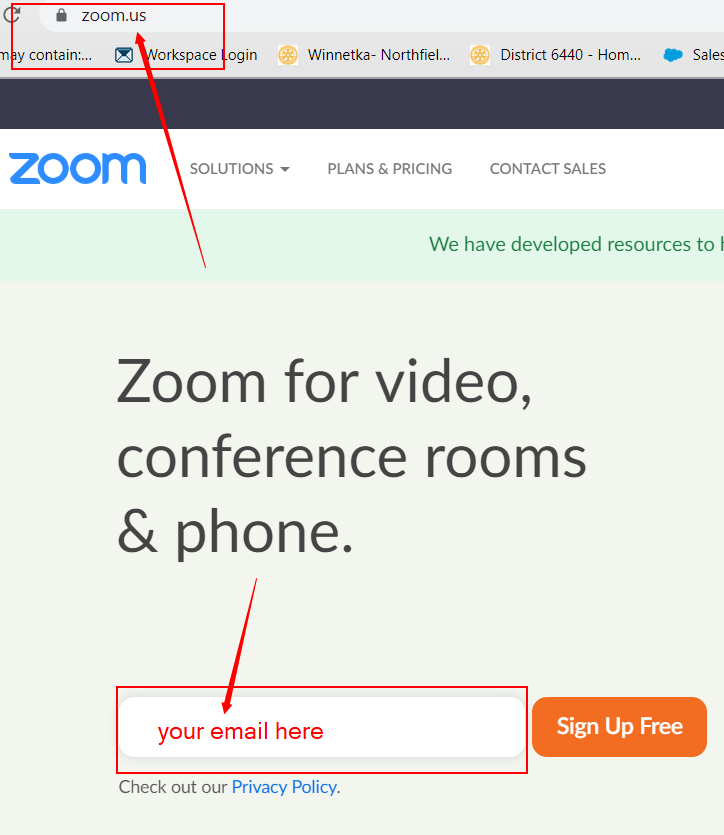 zoom.us
may contain:...
Workspace Login
Winnetka- Northfiel...
District 6440 - Hom...
Sales
zoom
SOLUTIONS
PLANS & PRICING
CONTACT SALES
We have developed resources to h
Zoom for video,
conference rooms
& phone.
your email here
Sign Up Free
Check out our Privacy Policy.